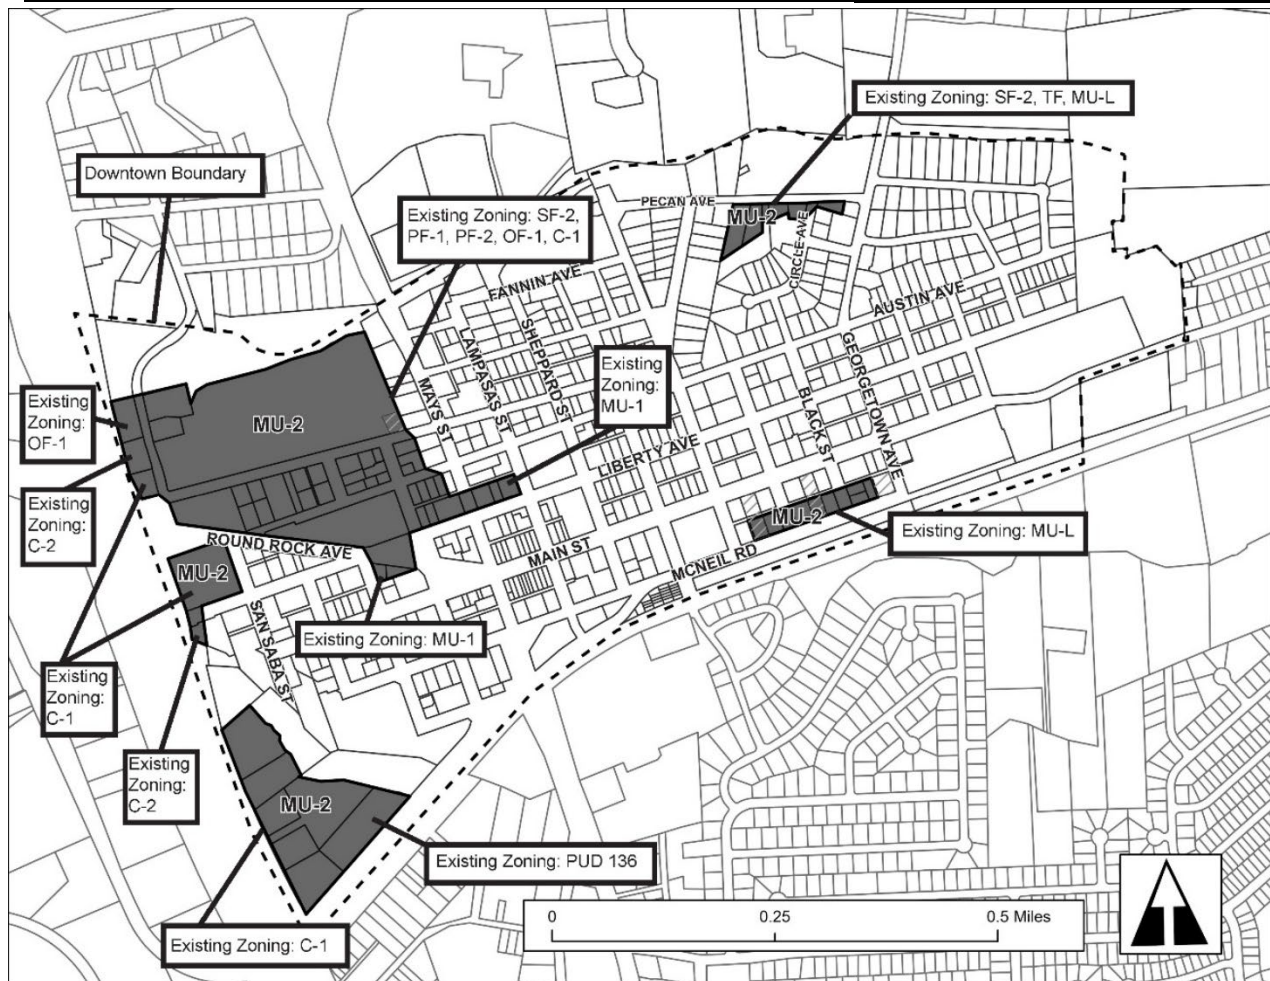 Existing Zoning: SF-2, TF, MU-L
Downtown Boundary
Existing Zoning: SF-2,
PF-1, PF-2, OF-1, C-1
PECAN AVE
MU-2
CIRCLE AVE
FANNIN AVE
AUSTIN AVE
LAMPASAS ST
SHEPPARD ST
MAYS ST
Existing
Zoning:
MU-1
GEORGETOWN AVE
BLACK ST
LIBERTY AVE
Existing
Zoning:
OF-1
MU-2
Existing
Zoning:
C-2
ROUND ROCK AVE
MAIN ST
MCNEIL RD
MU-2
Existing Zoning: MU-L
MU-2
SAN SABA ST
Existing Zoning: MU-1
Existing
Zoning:
C-1
Existing
Zoning:
C-2
MU-2
Existing Zoning: PUD 136
Existing Zoning: C-1
0 0.25 0.5 Miles